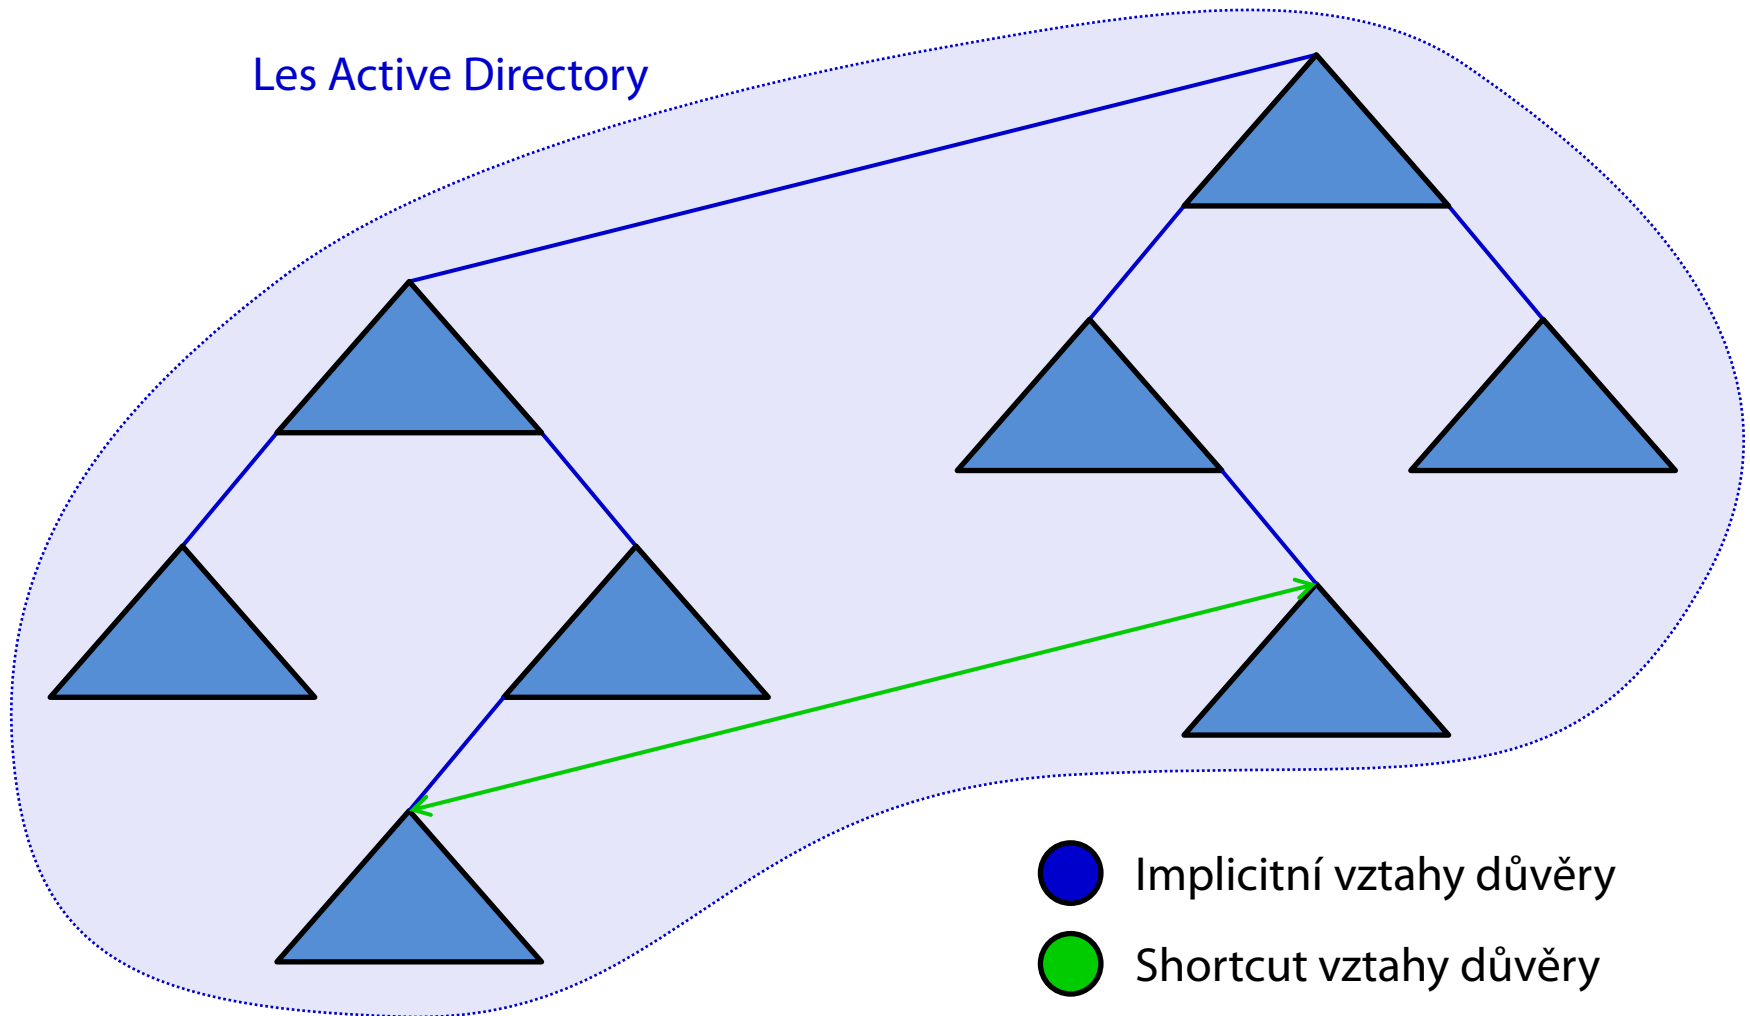 Les Active Directory
Implicitní vztahy důvěry
Shortcut vztahy důvěry